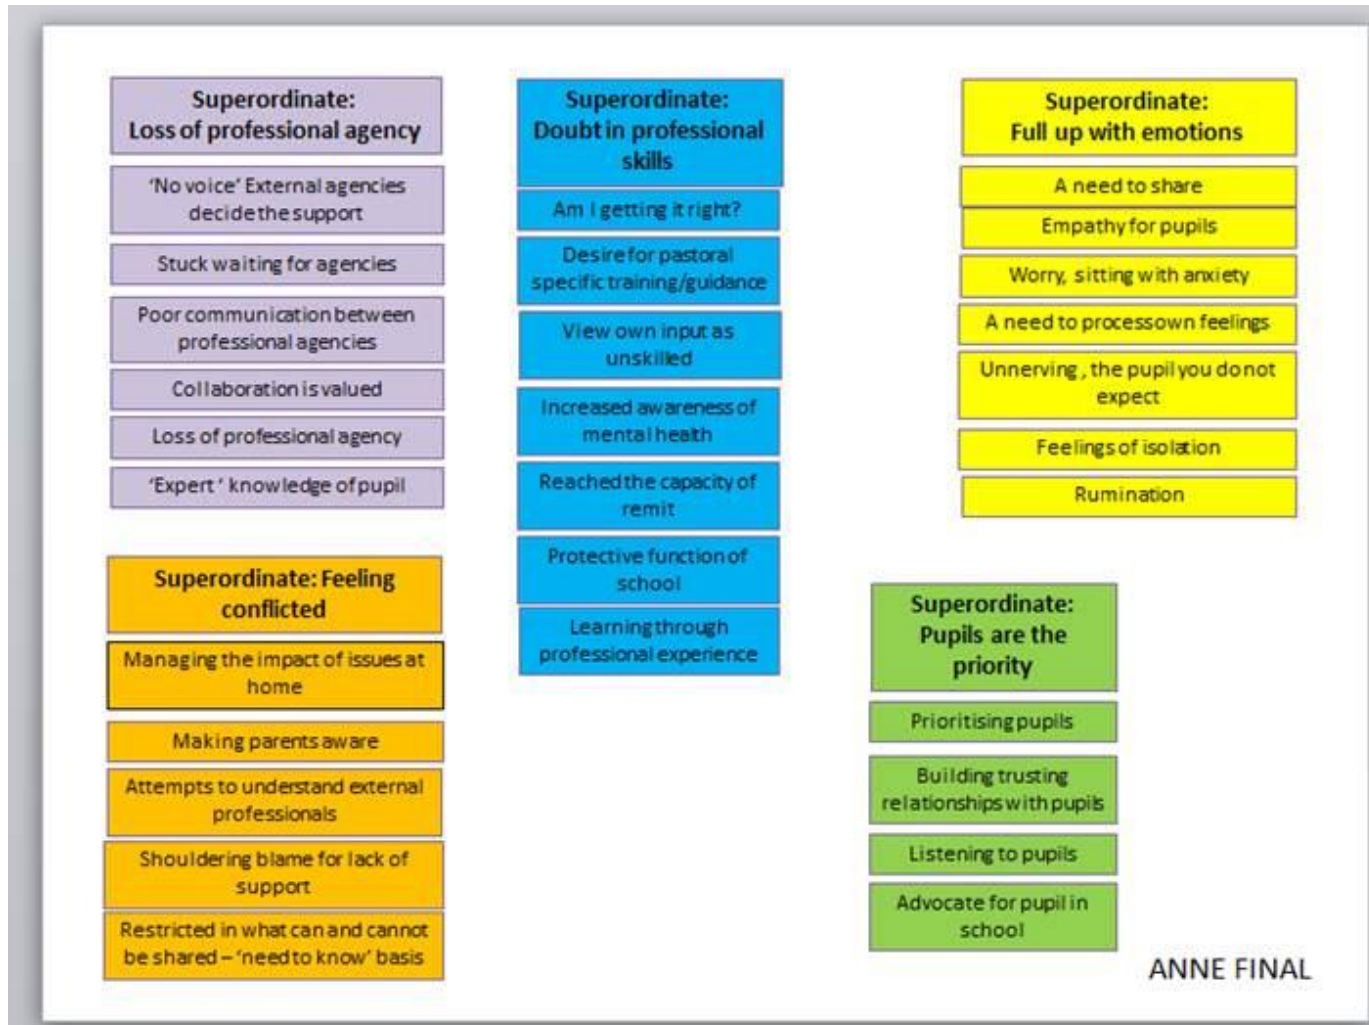 Superordinate:
Loss of professional agency
'No voice' External agencies
decide the support
Stuck waiting for agencies
Poor communication between
professional agencies
Collaboration is valued
Loss of professional agency
'Expert ' knowledge of pupil
Superordinate: Feeling
conflicted
Managing the impact of issues at
home
Making parents aware
Attempts to understand external
professionals
Shouldering blame for lack of
support
Restricted in what can and cannot
be shared – 'need to know' basis
Superordinate:
Doubt in professional
skills
Am I getting it right?
Desire for pastoral
specific training/guidance
View own input as
unskilled
Increased awareness of
mental health
Reached the capacity of
remit
Protective function of
school
Learning through
professional experience
Superordinate:
Full up with emotions
A need to share
Empathy for pupils
Worry, sitting with anxiety
A need to process own feelings
Unnerving , the pupil you do not
expect
Feelings of isolation
Rumination
Superordinate:
Pupils are the
priority
Prioritising pupils
Building trusting
relationships with pupils
Listening to pupils
Advocate for pupil in
school
ANNE FINAL